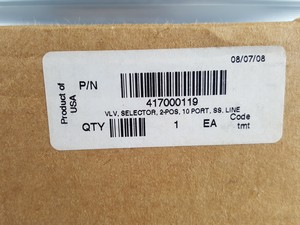 08/07/08
Product of
USA
P/N
417000119
VLV, SELECTOR, 2-POS, 10 PORT, SS, LINE
QTY 1 EA Code
tmt